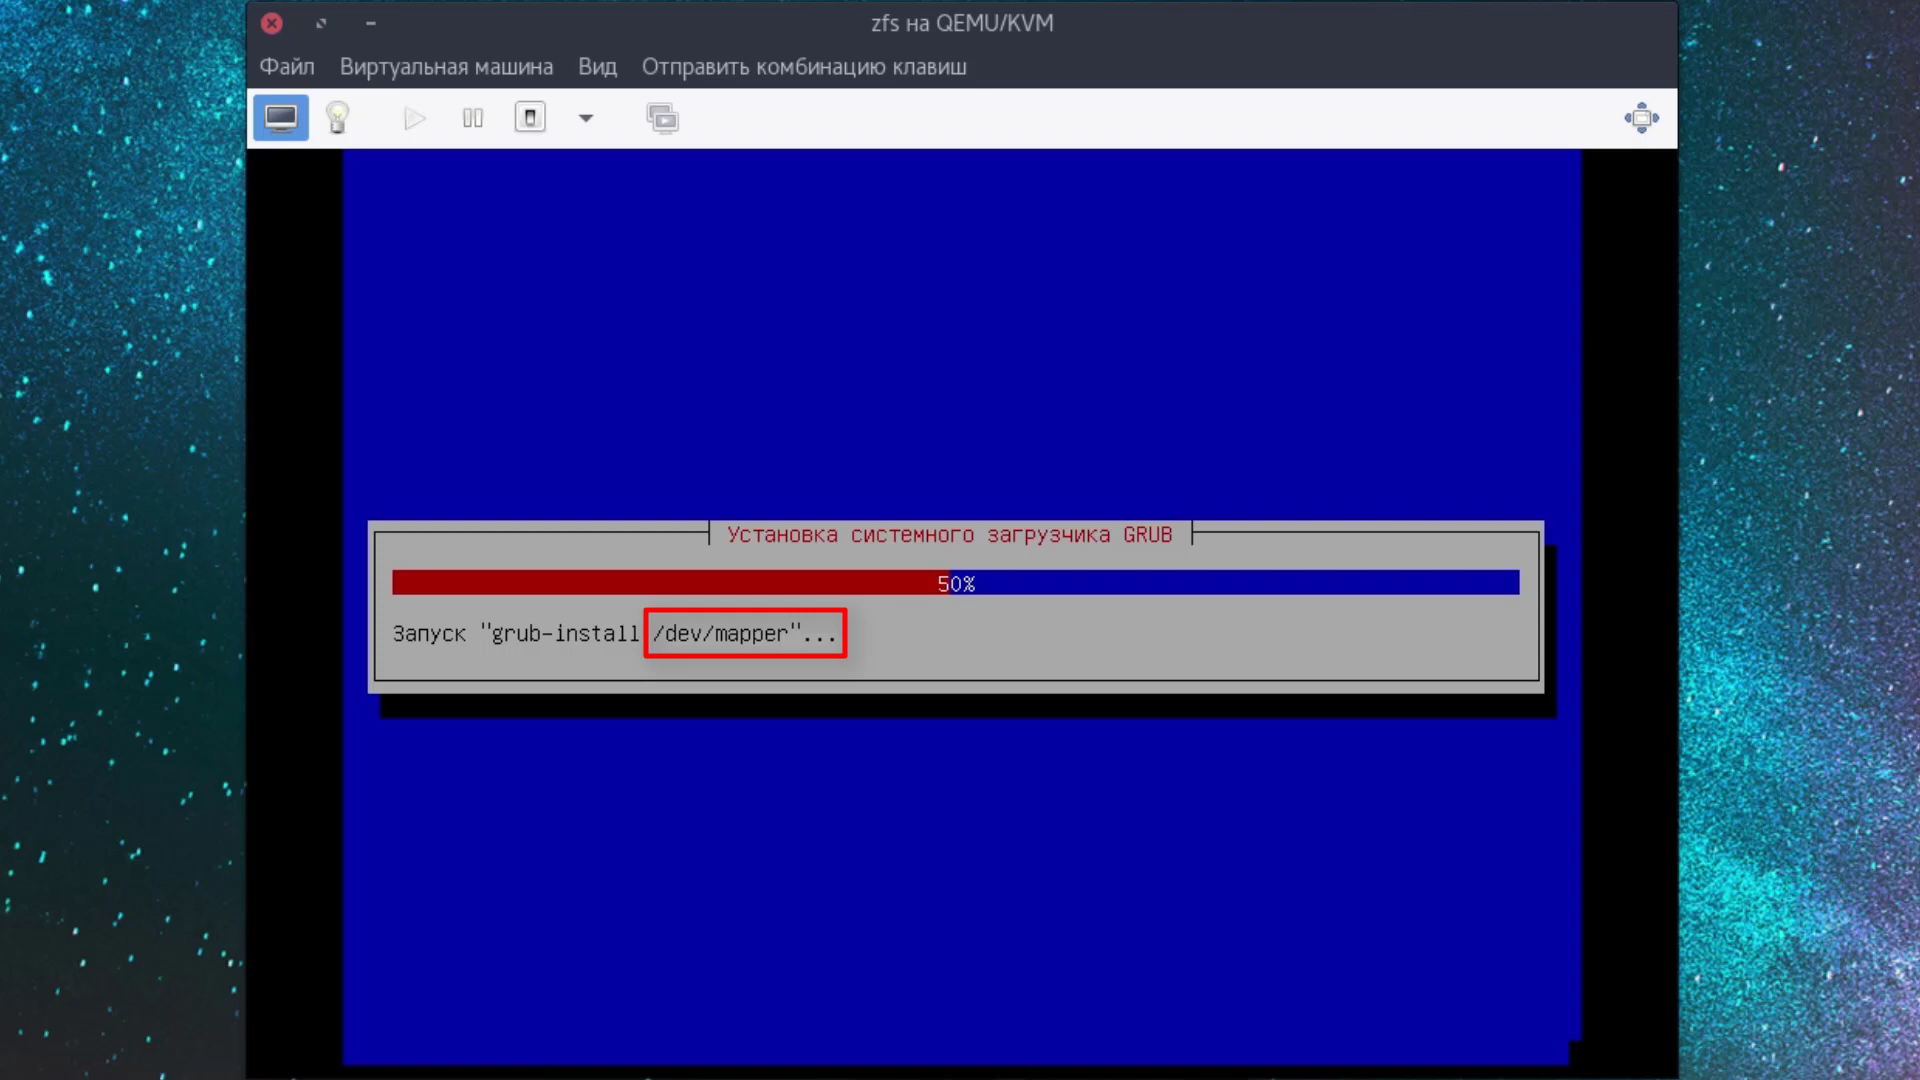 zfs на QEMU/KVM
Файл Виртуальная машина Вид Отправить комбинацию клавиш
Установка системного загрузчика GRUB
50%
Запуск "grub-install /dev/mapper"...